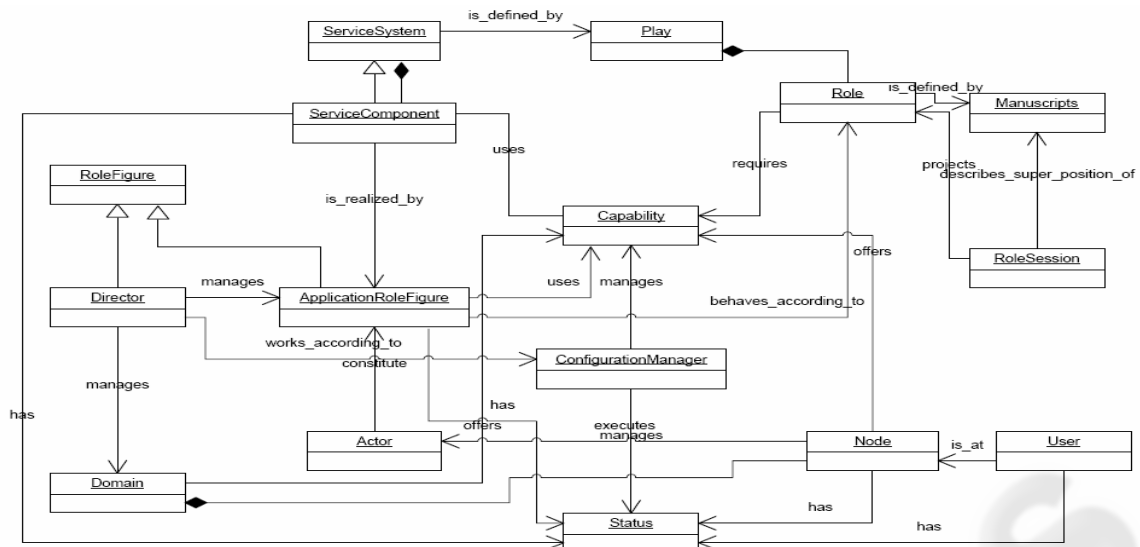 is_defined_by
ServiceSystem
Play
Role
is_defined_by
Manuscripts
ServiceComponent
uses
requires
projects
describes_super_position_of
RoleFigure
is_realized_by
Capability
offers
RoleSession
manages
uses
manages
Director
ApplicationRoleFigure
behaves_according_to
works_according_to
constitute
ConfigurationManager
manages
has
has
offers
executes
manages
Actor
Node
is_at
User
Domain
has
has
Status